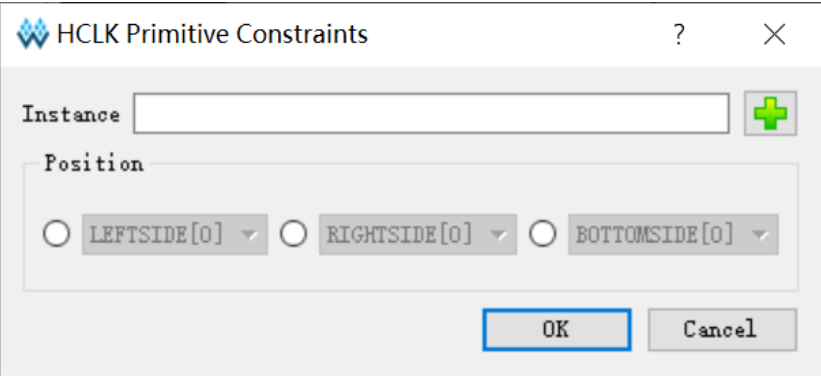 HCLK Primitive Constraints ?
Instance
Position
LEFTSIDE[0] RIGHTSIDE[0] BOTTOMSIDE[0]
OK Cancel